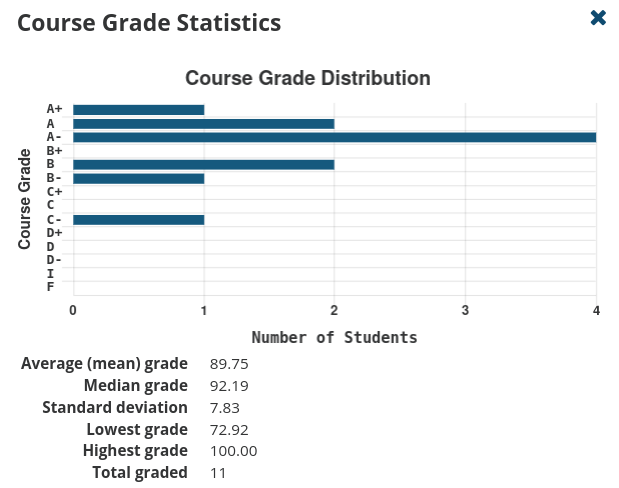 Course Grade Statistics
Course Grade Distribution
Course Grade
A+
A
A-
B+
B
B-
C+
C
C-
D+
D
D-
I
F
0 1 2 3 4
Number of Students
Average (mean) grade 89.75
Median grade 92.19
Standard deviation 7.83
Lowest grade 72.92
Highest grade 100.00
Total graded 11